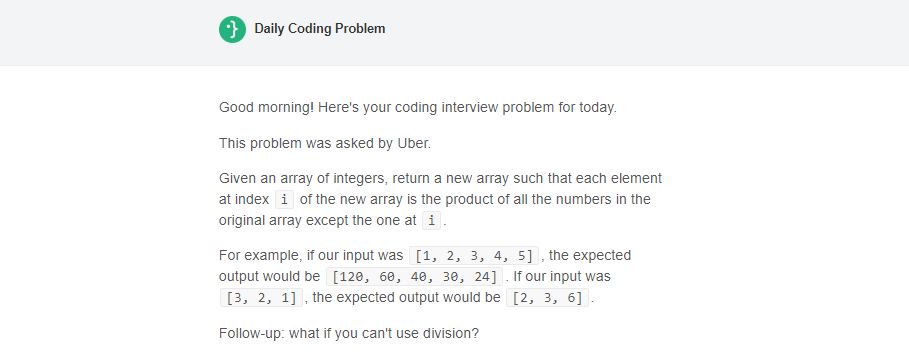 Daily Coding Problem
Good morning! Here's your coding interview problem for today.
This problem was asked by Uber.
Given an array of integers, return a new array such that each element
at index i of the new array is the product of all the numbers in the
original array except the one at i.
For example, if our input was [1, 2, 3, 4, 5], the expected
output would be [120, 60, 40, 30, 24]. If our input was
[3, 2, 1], the expected output would be [2, 3, 6].
Follow-up: what if you can't use division?